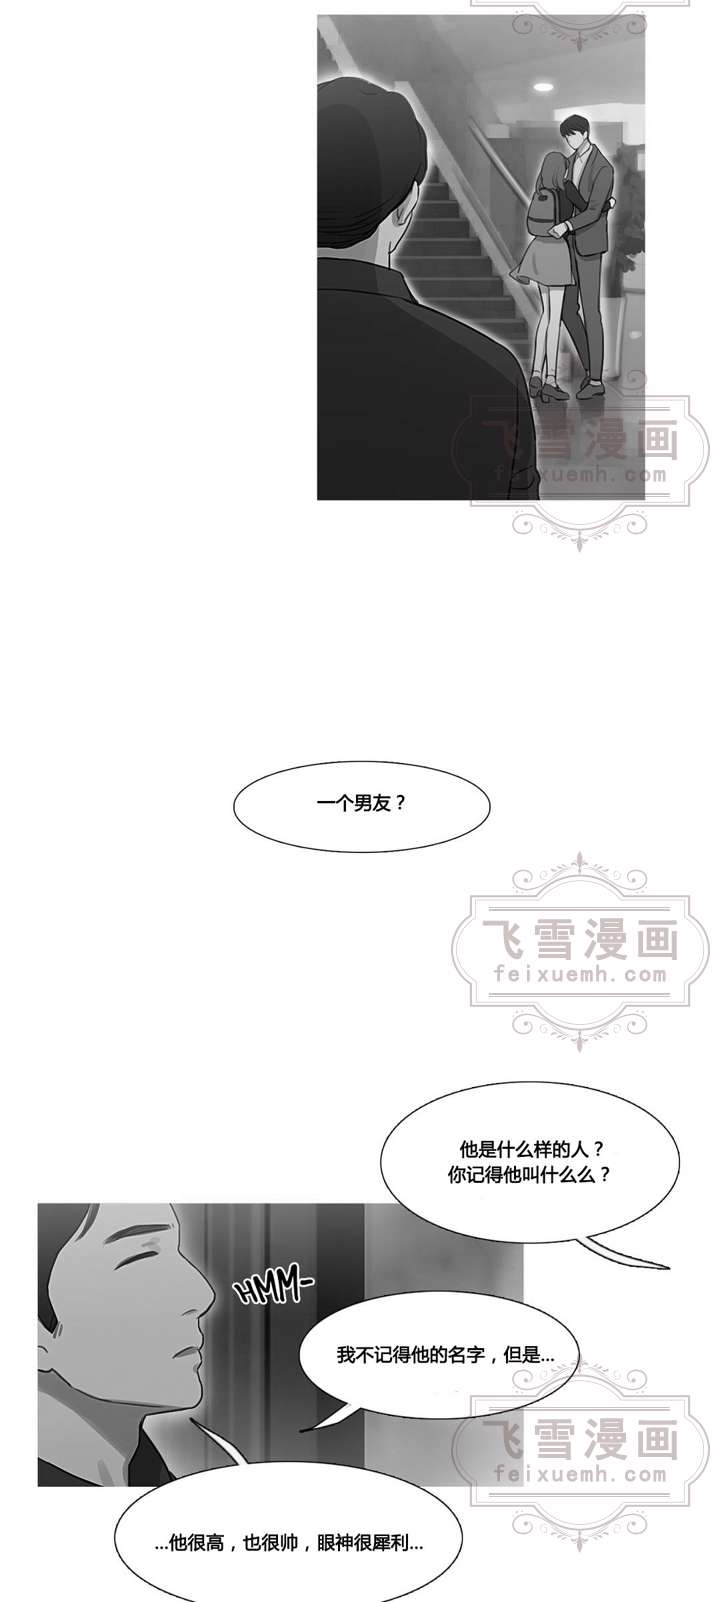 飞雪漫画
feixuemh.com
一个男友？
飞雪漫画
feixuemh.com
他是什么样的人？
你记得他叫什么么？
HMM-
我不记得他的名字，但是...
飞雪漫画
feixuemh.com
...他很高，也很帅，眼神很犀利...